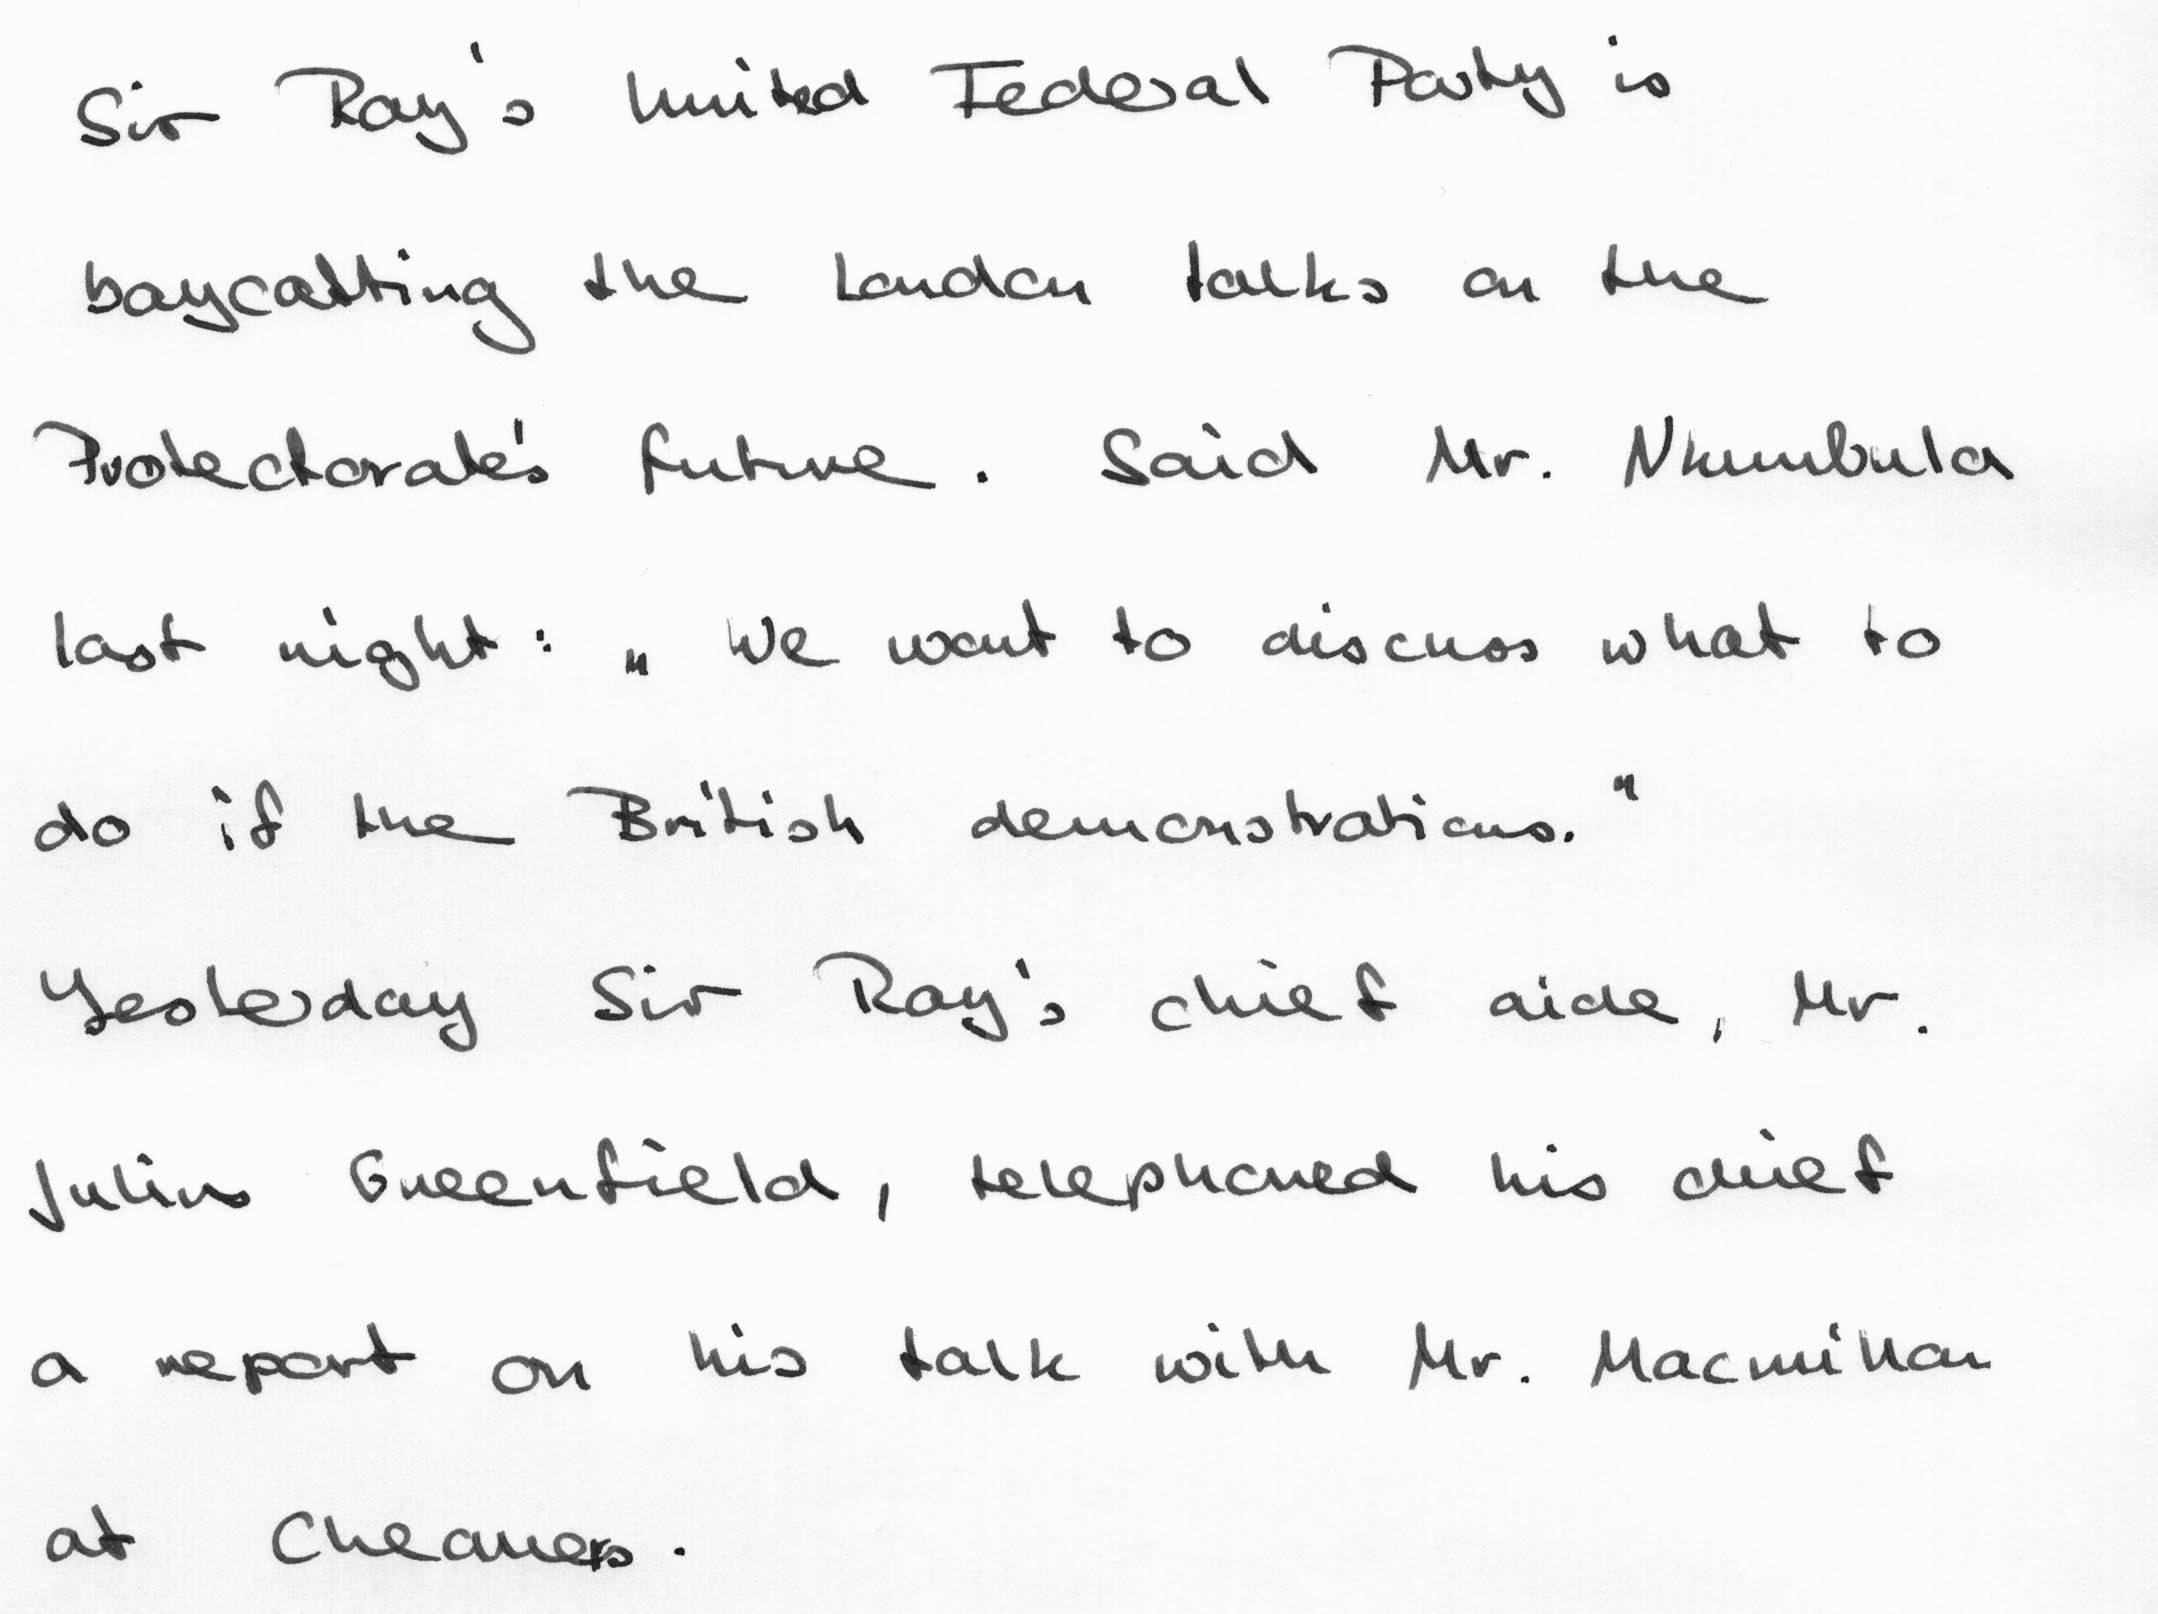 Sir Roy's United Federal Party is
boycotting the London talks on the
Protectorate's future. Said Mr. Nkumbula
last night: „We want to discuss what to
do if the British demonstrations."
Yesterday Sir Roy's chief aide, Mr.
Julius Greenfield, telephoned his chief
a report on his talk with Mr. Macmillan
at Chequers.